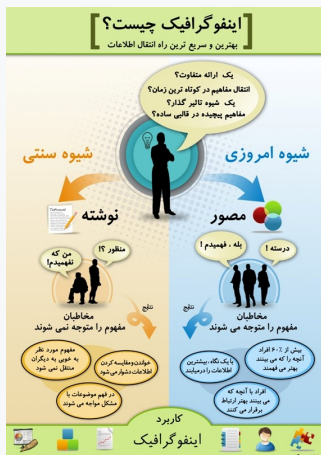 اینفوگرافیک چیست؟
بهترین و سریع ترین راه انتقال اطلاعات
یک ارائه متفاوت؟
انتقال مفاهیم در کوتاه ترین زمان؟
یک شیوه تاثیر گذار؟
مفاهیم پیچیده در قالبی ساده؟
شیوه امروزی
شیوه سنتی
مصور
نوشته
درسته !
بله ، فهمیدم !
منظور ؟!
من که
نفهمیدم!
مخاطبان
مفهوم را متوجه می شوند
نتایج
مخاطبان
مفهوم را متوجه نمی شوند
نتایج
بیش از ۶۰٪ افراد
آنچه را که می بینند
بهتر می فهمند
با یک نگاه، بیشترین
اطلاعات را درمیابند
افراد با آنچه که
می بینند بهتر ارتباط
برقرار می کنند
خواندن و مقایسه کردن
اطلاعات دشوار می شود
مفهوم مورد نظر
به خوبی به دیگران
منتقل نمی شود
در فهم موضوعات با
مشکل مواجه می شوند
کاربرد
اینفوگرافیک